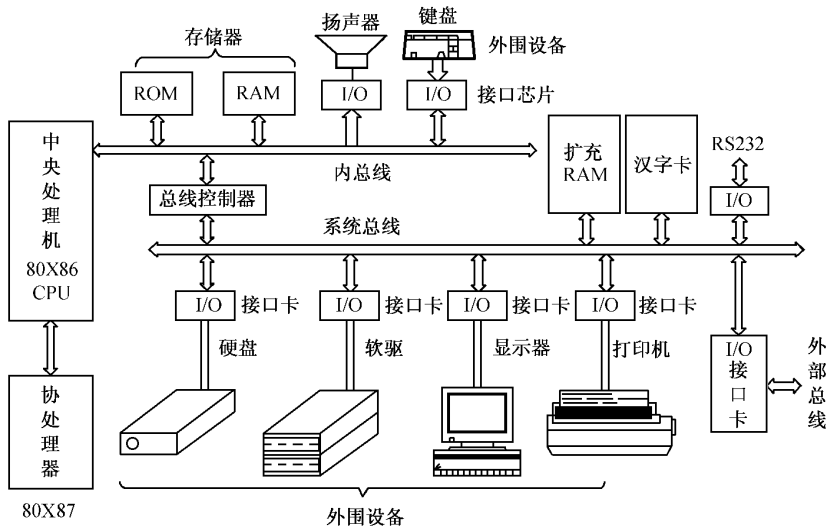 存储器
扬声器
键盘
外围设备
ROM
RAM
I/O
I/O
接口芯片
中央处理机
80X86
CPU
内总线
总线控制器
系统总线
扩充
RAM
汉字卡
RS232
I/O
I/O
接口卡
I/O
接口卡
I/O
接口卡
I/O
接口卡
硬盘
软驱
显示器
打印机
I/O
接口卡
外部总线
协处理器
80X87
外围设备